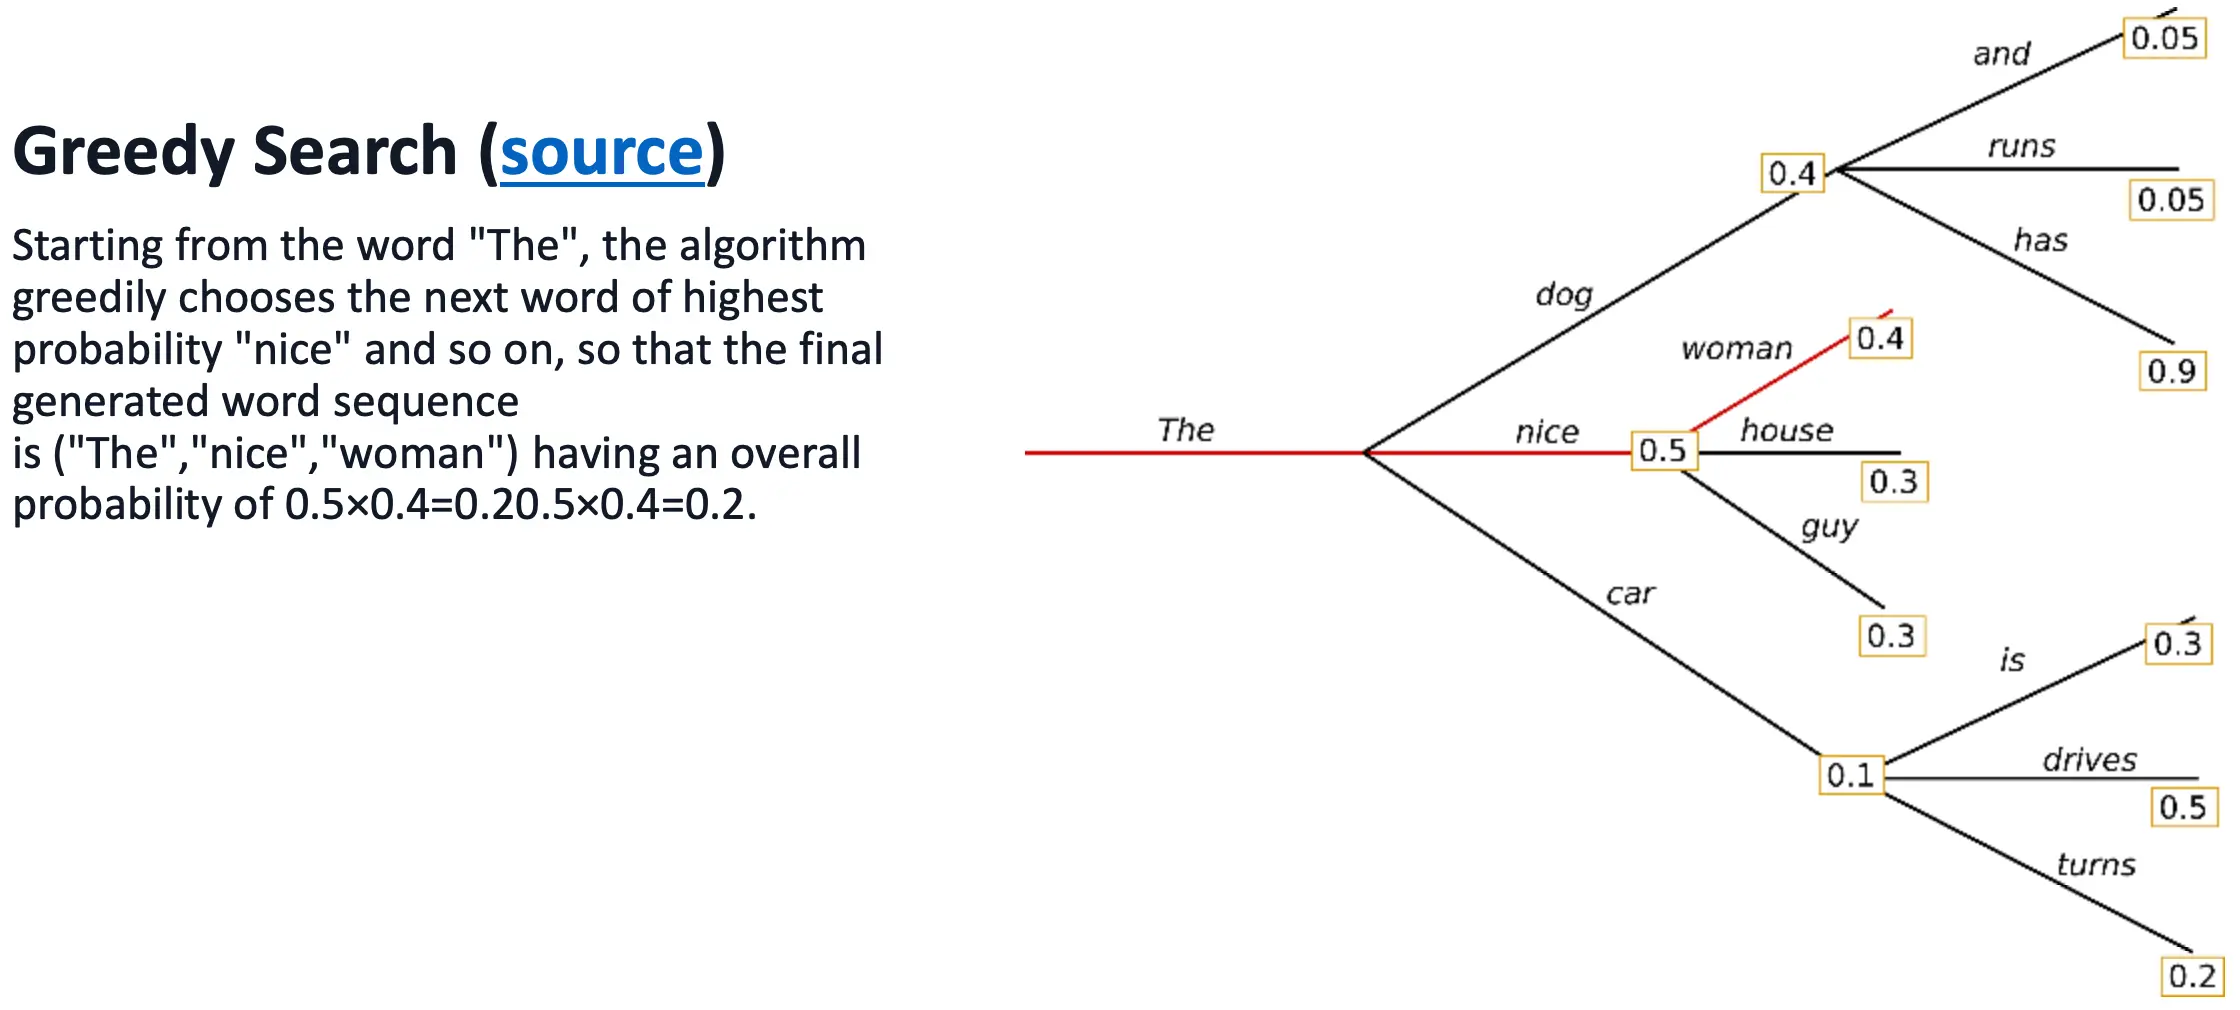 Greedy Search (source)
Starting from the word "The", the algorithm
greedily chooses the next word of highest
probability "nice" and so on, so that the final
generated word sequence
is ("The","nice","woman") having an overall
probability of 0.5×0.4=0.20.5×0.4=0.2.
The
dog
0.4
and
0.05
runs
0.05
has
0.9
nice
0.5
woman
0.4
house
0.3
guy
0.3
car
0.1
is
0.3
drives
0.5
turns
0.2